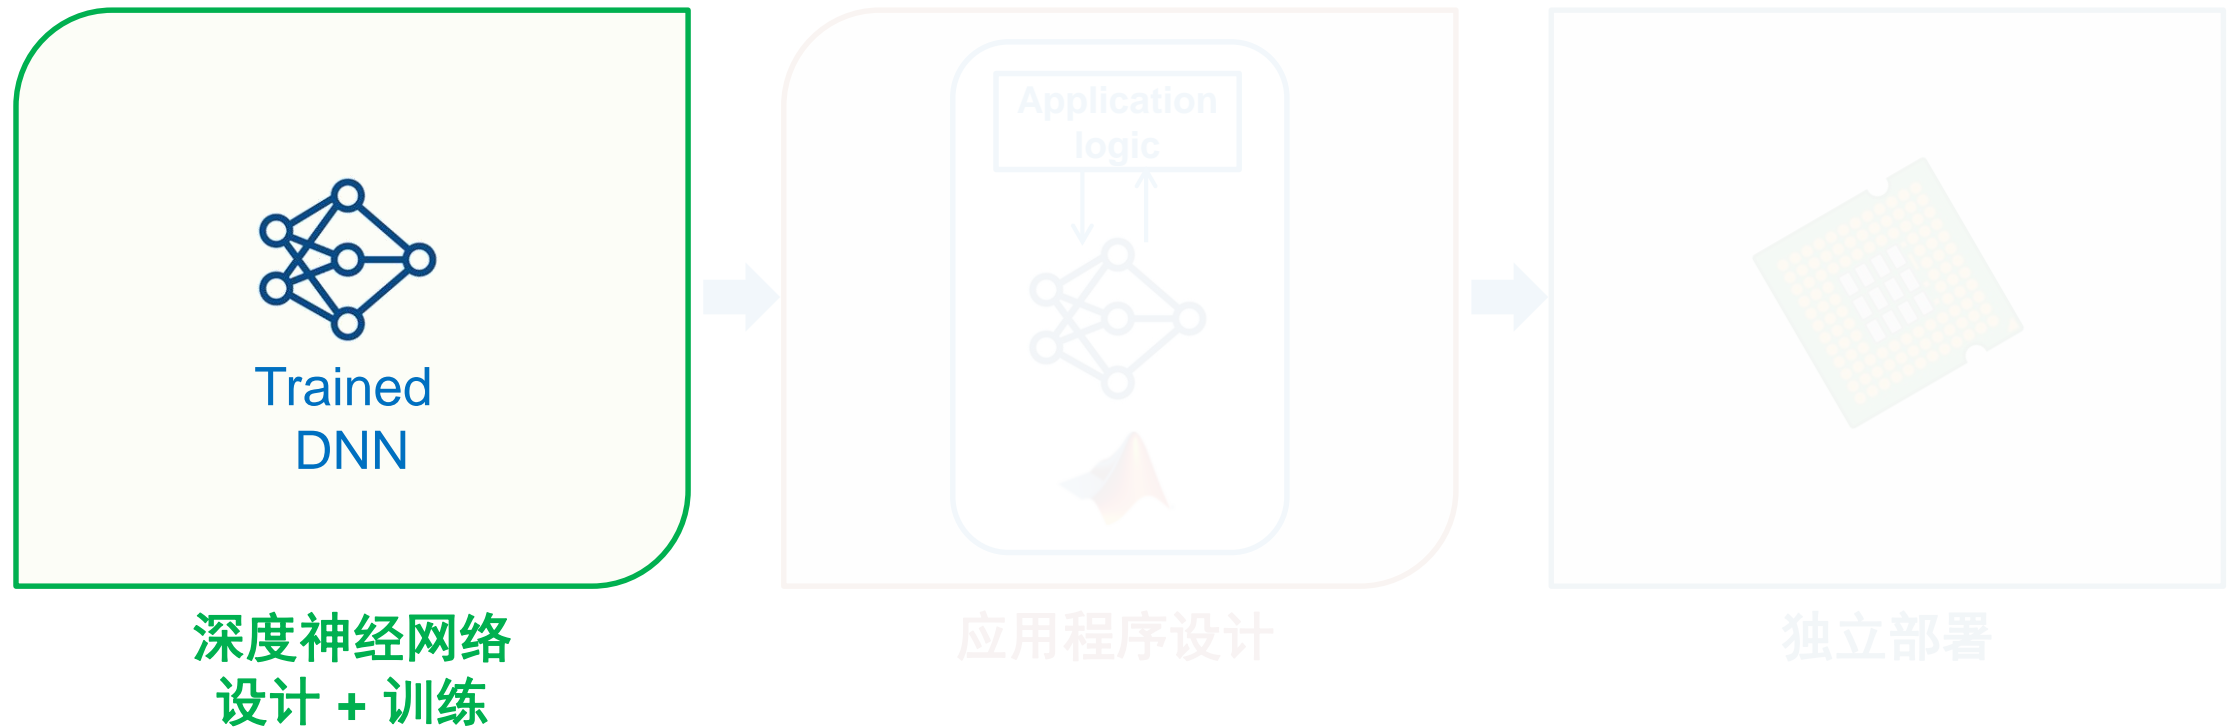 Trained
DNN
深度神经网络
设计 + 训练
Application
logic
应用程序设计
独立部署